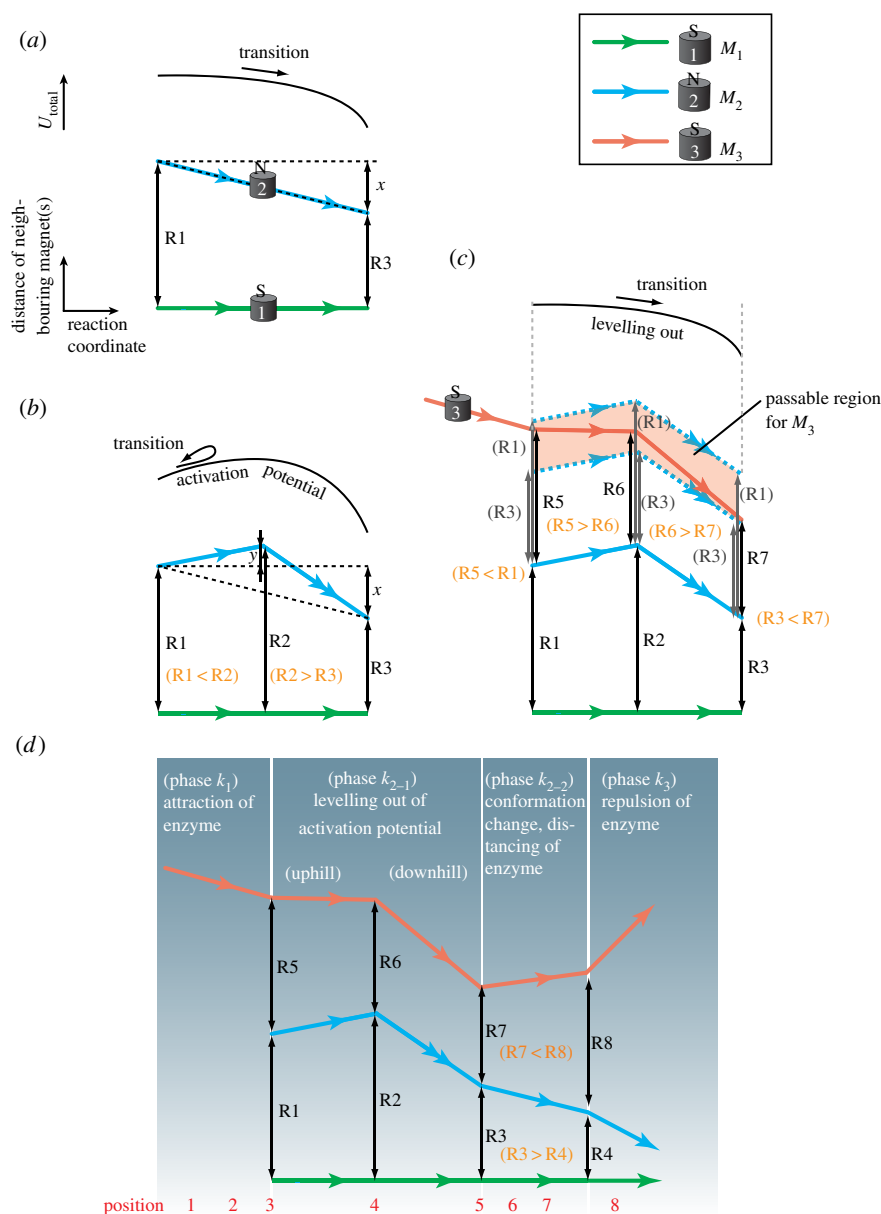 (a)
transition
U total
distance of neigh-
bouring magnet(s)
reaction
coordinate
N
2
x
R1
R3
S
1
S
1
M1
N
2
M2
S
3
M3
(b)
transition
activation potential
y
x
R1
R2
R3
(R1 < R2)
(R2 > R3)
(c)
transition
levelling out
S
3
passable region
for M3
(R1)
(R1)
(R1)
(R3)
(R3)
(R3)
R5
R6
R7
(R5 > R6)
(R6 > R7)
(R5 < R1)
(R3 < R7)
R1
R2
R3
(d)
(phase k1)
attraction of
enzyme
(phase k2–1)
levelling out of
activation potential
(uphill)
(downhill)
(phase k2–2)
conformation
change, dis-
tancing of
enzyme
(phase k3)
repulsion of
enzyme
R5
R6
R7
R8
(R7 < R8)
R1
R2
R3
R4
(R3 > R4)
position 1 2 3 4 5 6 7 8